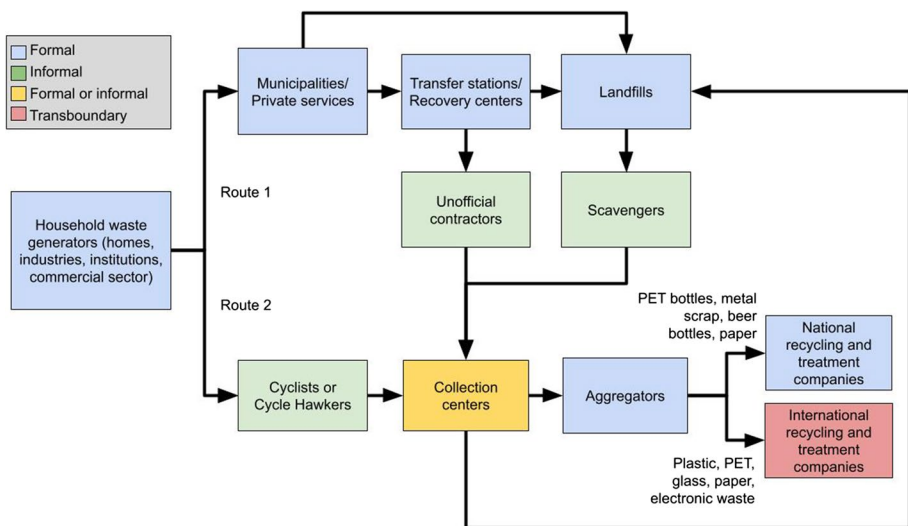 Formal
Informal
Formal or informal
Transboundary
Municipalities/
Private services
Transfer stations/
Recovery centers
Landfills
Route 1
Unofficial
contractors
Scavengers
Household waste
generators (homes,
industries, institutions,
commercial sector)
Route 2
PET bottles, metal
scrap, beer
bottles, paper
National
recycling and
treatment
companies
Cyclists or
Cycle Hawkers
Collection
centers
Aggregators
International
recycling and
treatment
companies
Plastic, PET,
glass, paper,
electronic waste